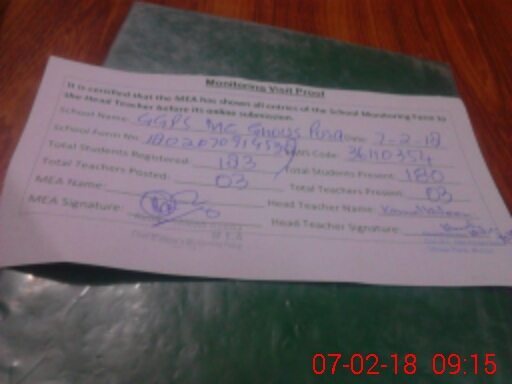 Monitoring Visit Proof
It is certified that the MEA has shown all entries of the School Monitoring Form to
the Head Teacher before its online submission.
School Name: GGPS MC Ghous Pura Date: 7-2-18
School Form No: Code: 36110354
Total Students Registered: 183 Total Students Present: 180
Total Teachers Posted: 03 Total Teachers Present: 03
MEA Name: Head Teacher Name:
MEA Signature: Head Teacher Signature:
07-02-18 09:15